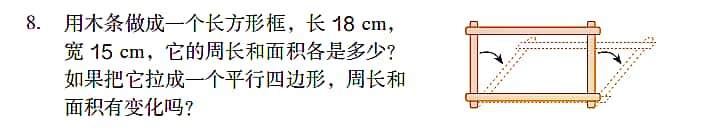 8. 用木条做成一个长方形框，长 18 cm，
宽 15 cm，它的周长和面积各是多少？
如果把它拉成一个平行四边形，周长和
面积有变化吗？